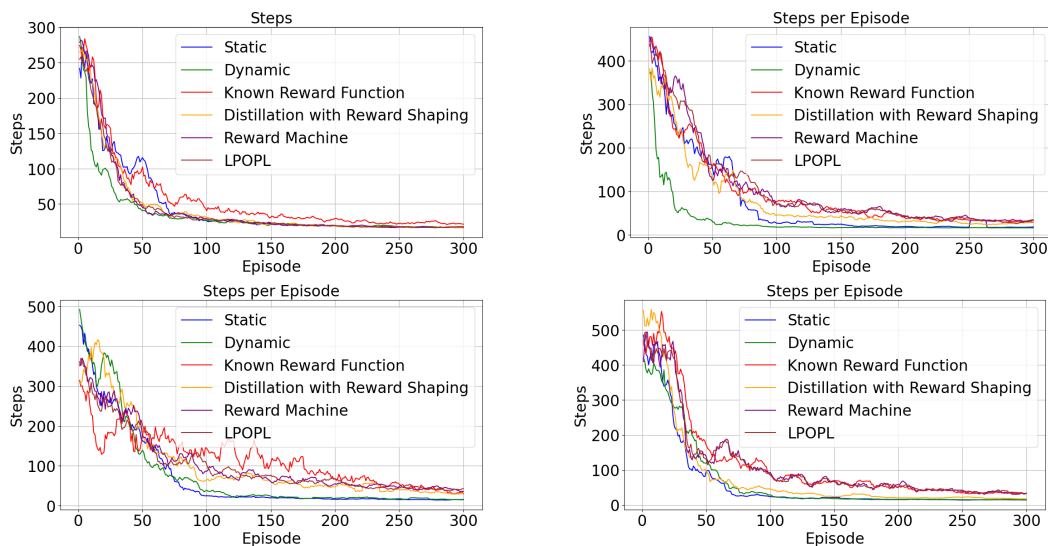 Steps
300
250
200
150
100
50
Steps
Static
Dynamic
Known Reward Function
Distillation with Reward Shaping
Reward Machine
LPOPL
0 50 100 150 200 250 300
Episode
Steps per Episode
400
300
200
100
0
Steps
Static
Dynamic
Known Reward Function
Distillation with Reward Shaping
Reward Machine
LPOPL
0 50 100 150 200 250 300
Episode
Steps per Episode
500
400
300
200
100
0
Steps
Static
Dynamic
Known Reward Function
Distillation with Reward Shaping
Reward Machine
LPOPL
0 50 100 150 200 250 300
Episode
Steps per Episode
500
400
300
200
100
0
Steps
Static
Dynamic
Known Reward Function
Distillation with Reward Shaping
Reward Machine
LPOPL
0 50 100 150 200 250 300
Episode